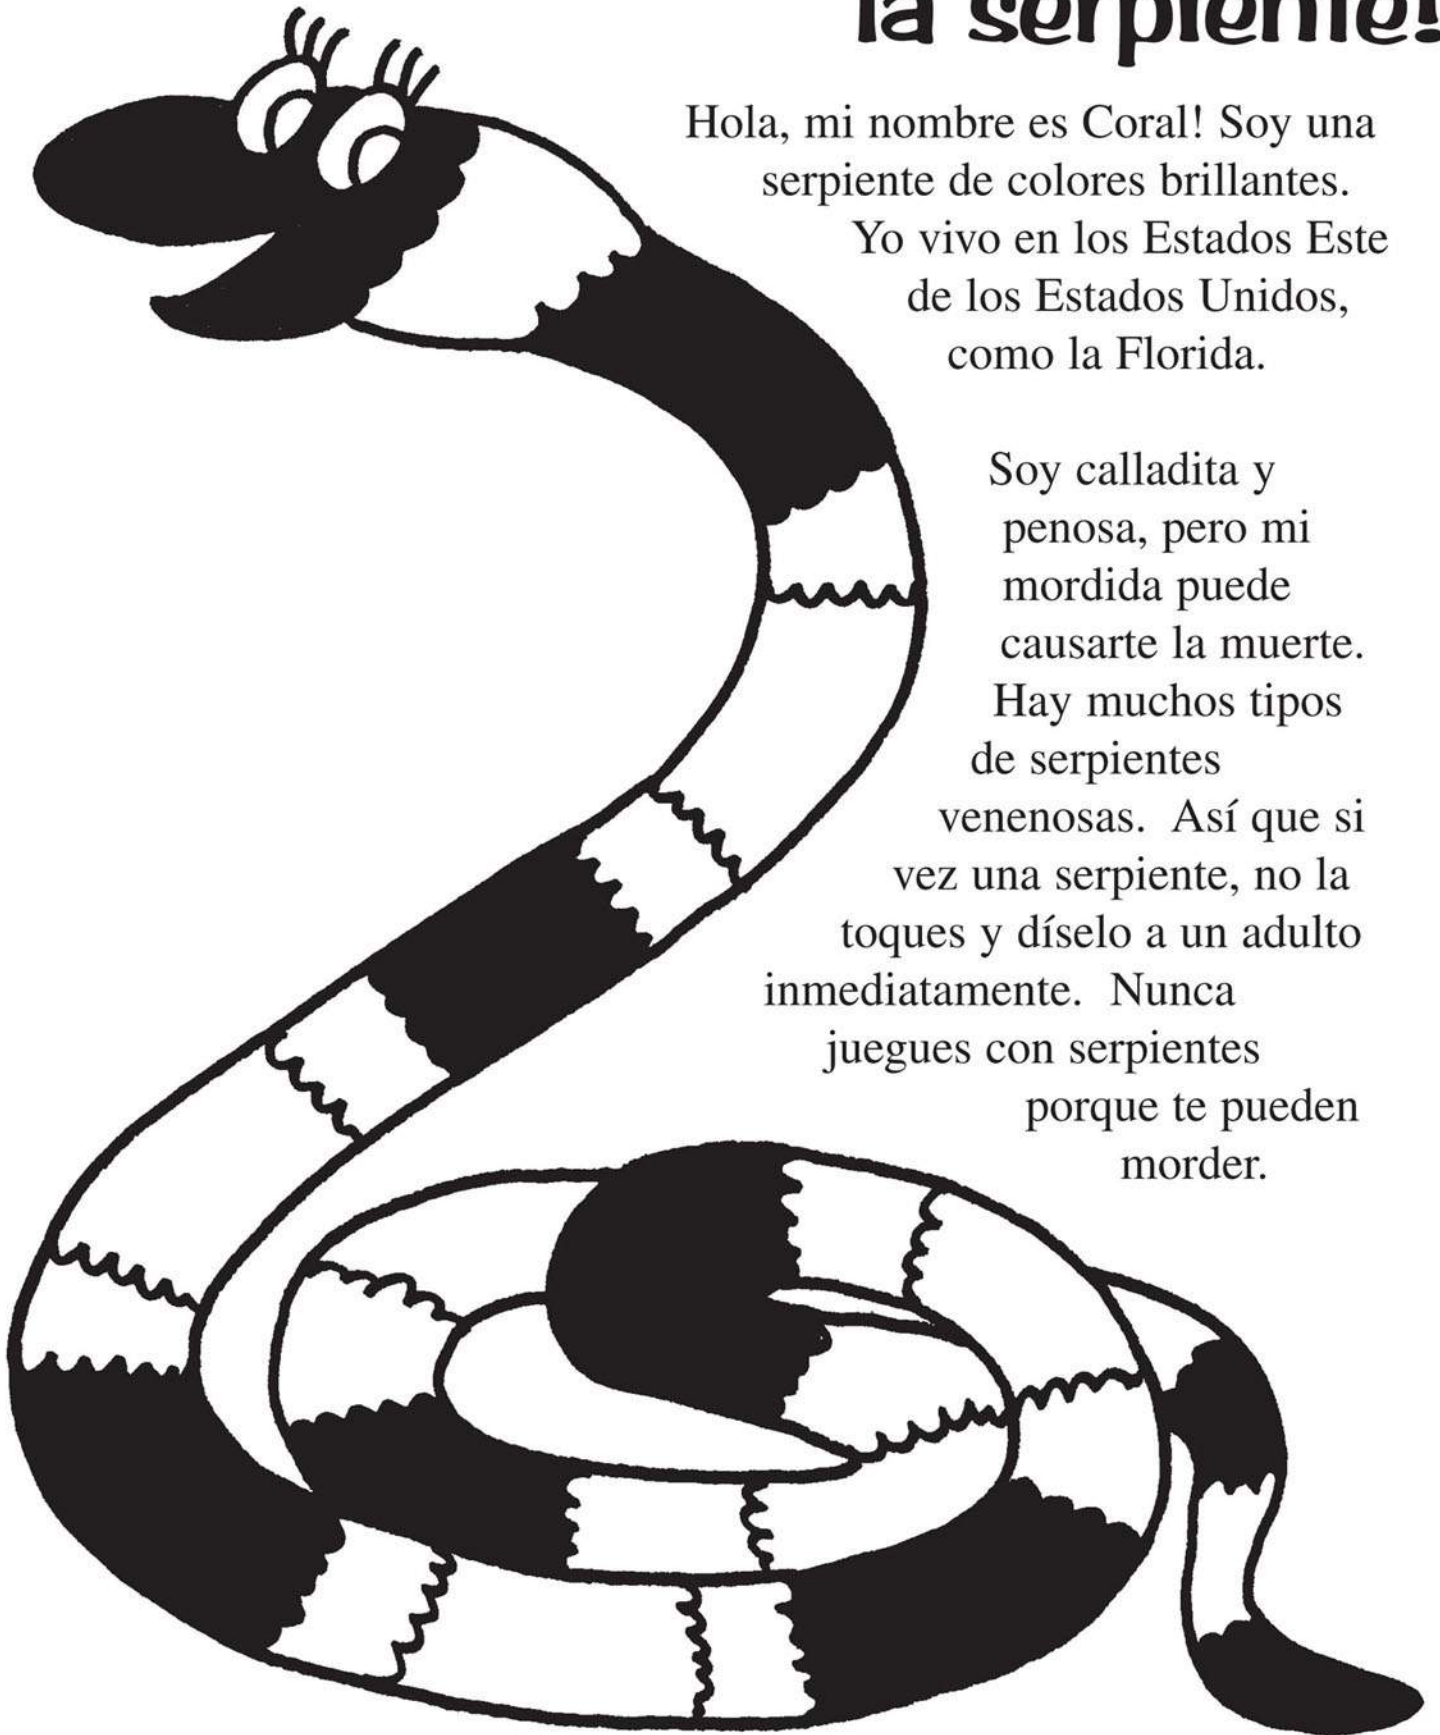 la serpiente!
Hola, mi nombre es Coral! Soy una
serpiente de colores brillantes.
Yo vivo en los Estados Este
de los Estados Unidos,
como la Florida.
Soy calladita y
penosa, pero mi
mordida puede
causarte la muerte.
Hay muchos tipos
de serpientes
venenosas. Así que si
vez una serpiente, no la
toques y díselo a un adulto
inmediatamente. Nunca
juegues con serpientes
porque te pueden
morder.